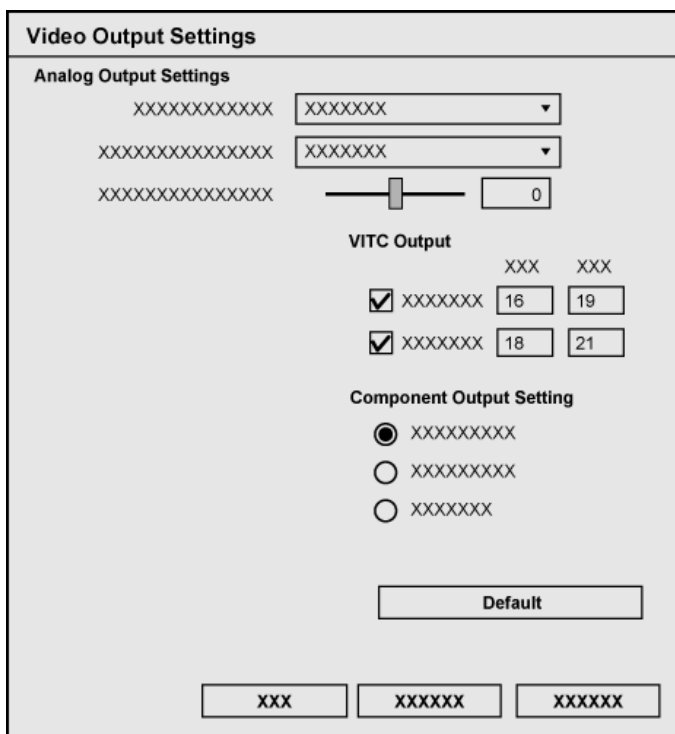 Video Output Settings
Analog Output Settings
XXXXXXXXXXXX XXXXXXX
XXXXXXXXXXXXXXX XXXXXXX
XXXXXXXXXXXXXXX 0
VITC Output
XXX XXX
XXXXXXX 16 19
XXXXXXX 18 21
Component Output Setting
XXXXXXXXX
XXXXXXXXX
XXXXXXX
Default
XXX XXXXXX XXXXXX